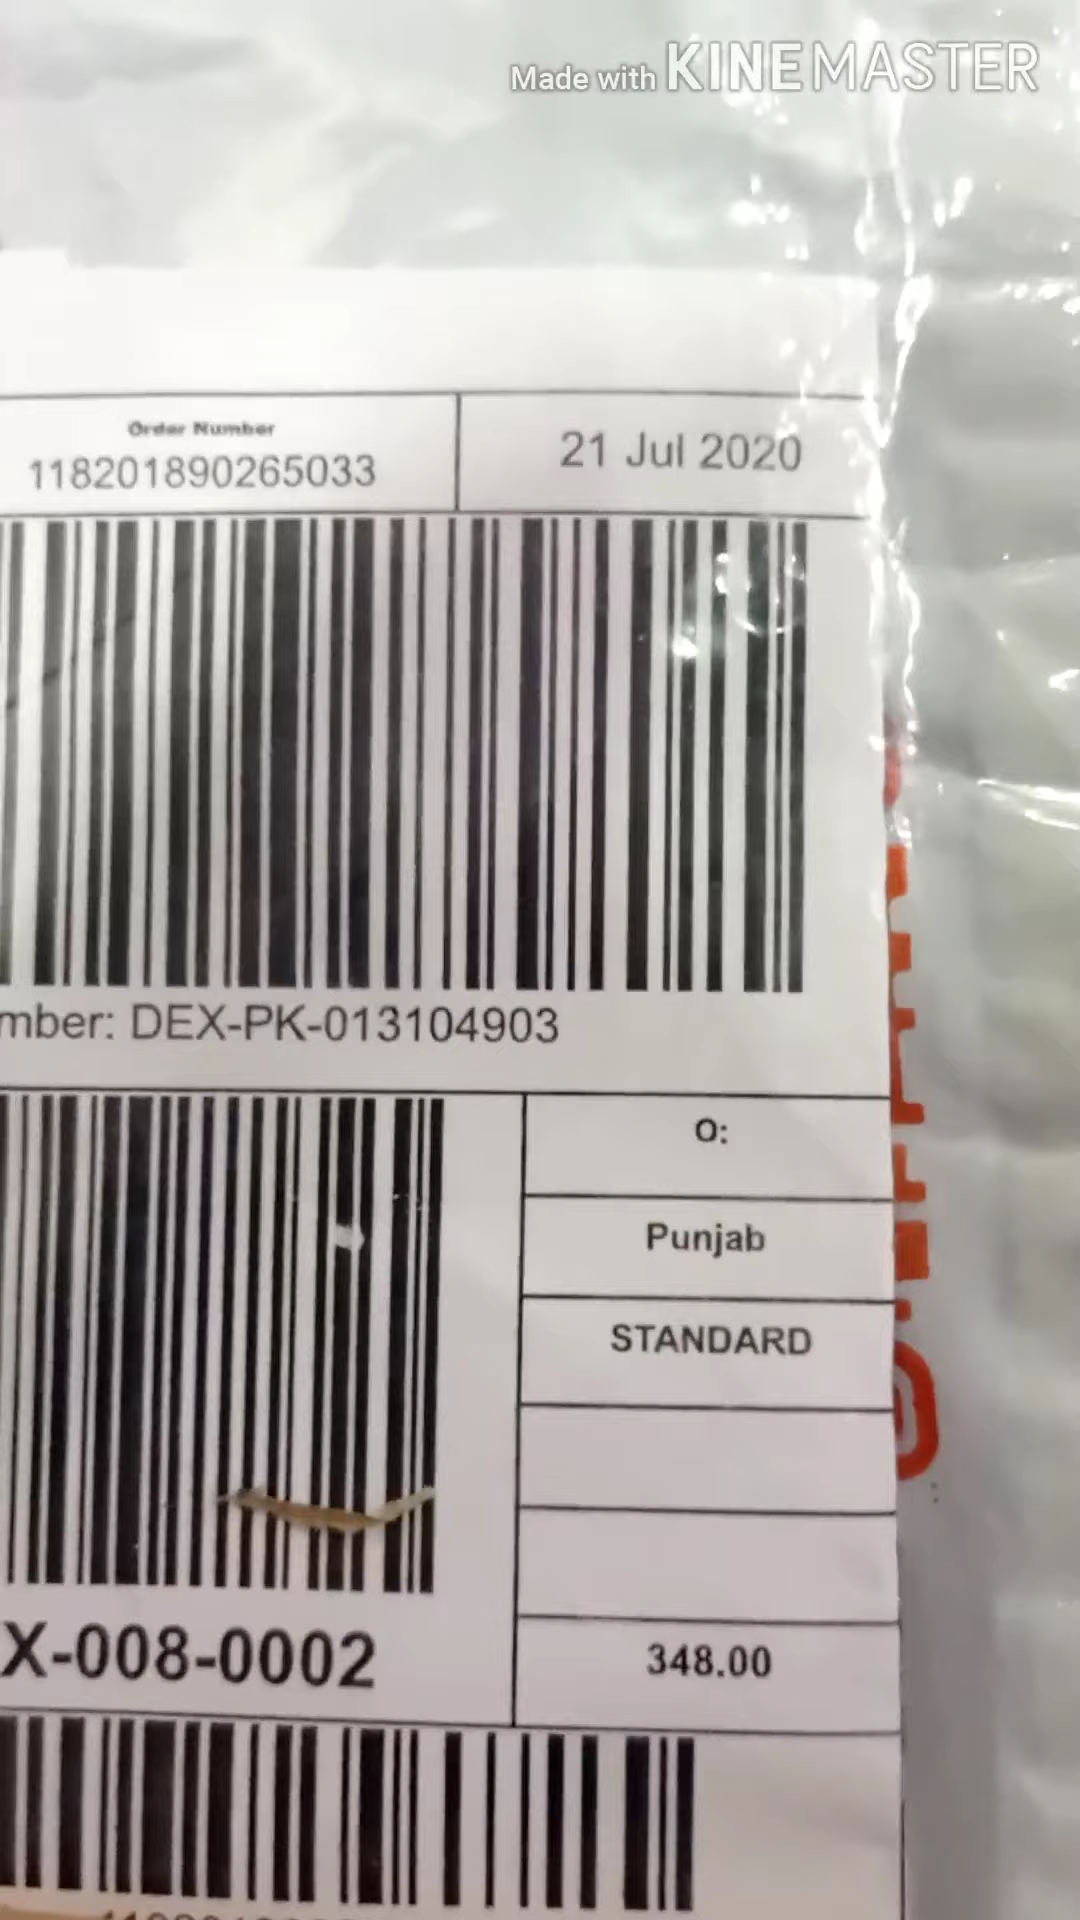 Made with KINEMASTER
Order Number
118201890265033
21 Jul 2020
mber: DEX-PK-013104903
O:
Punjab
STANDARD
X-008-0002
348.00